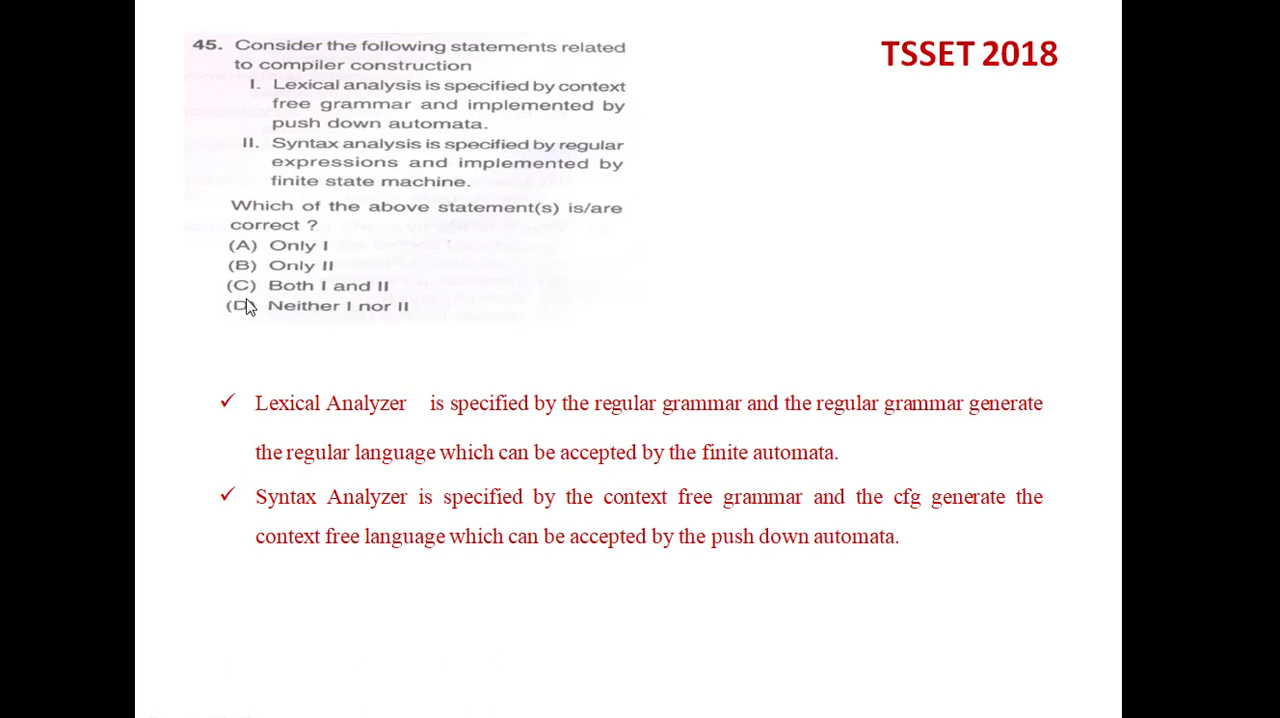 45. Consider the following statements related
to compiler construction
I. Lexical analysis is specified by context
free grammar and implemented by
push down automata.
II. Syntax analysis is specified by regular
expressions and implemented by
finite state machine.
Which of the above statement(s) is/are
correct ?
(A) Only I
(B) Only II
(C) Both I and II
(D) Neither I nor II
TSSET 2018
✓ Lexical Analyzer is specified by the regular grammar and the regular grammar generate
the regular language which can be accepted by the finite automata.
✓ Syntax Analyzer is specified by the context free grammar and the cfg generate the
context free language which can be accepted by the push down automata.